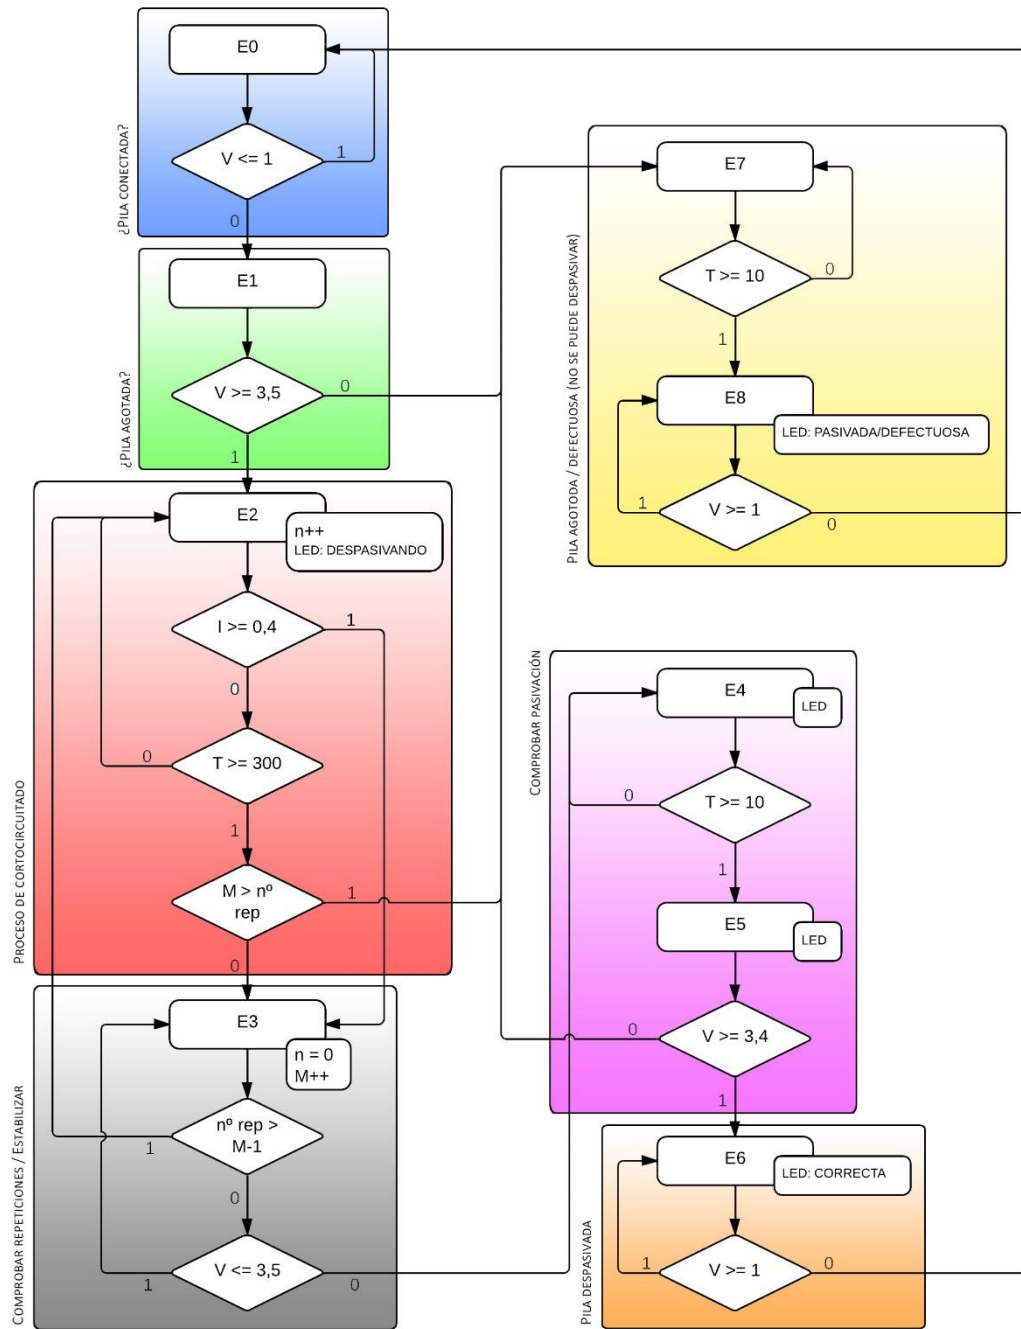 ¿PILA CONECTADA?
E0
V <= 1
1
0
¿PILA AGOTADA?
E1
V >= 3,5
0
1
PROCESO DE CORTOCIRCUITADO
E2
n++
LED: DESPASIVANDO
I >= 0,4
1
0
T >= 300
0
1
M > nº
rep
1
0
COMPROBAR REPETICIONES / ESTABILIZAR
E3
n = 0
M++
nº rep >
M-1
1
0
V <= 3,5
1
0
PILA AGOTODA / DEFECTUOSA (NO SE PUEDE DESPASIVAR)
E7
T >= 10
0
1
E8
LED: PASIVADA/DEFECTUOSA
V >= 1
1
0
COMPROBAR PASIVACIÓN
E4
LED
T >= 10
0
1
E5
LED
V >= 3,4
0
1
PILA DESPASIVADA
E6
LED: CORRECTA
V >= 1
1
0